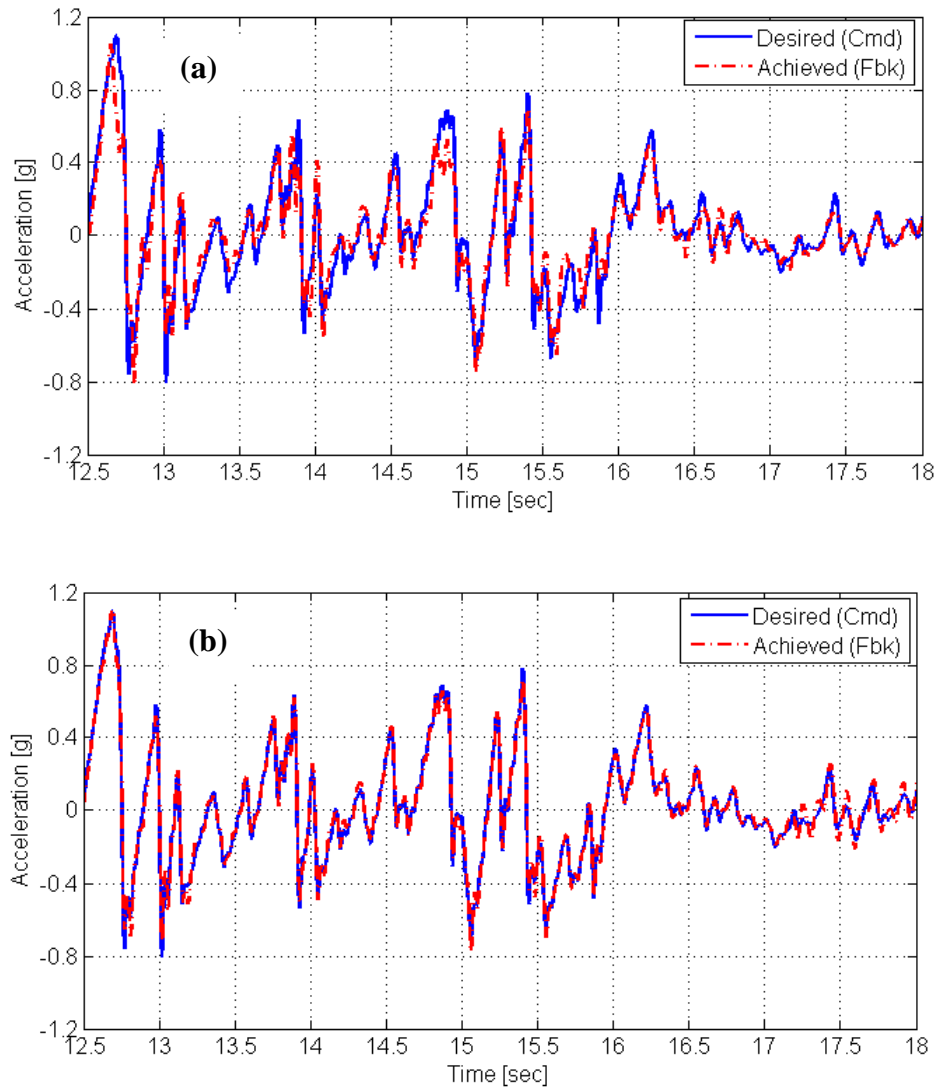 1.2
(a)
Desired (Cmd)
Achieved (Fbk)
0.8
0.4
0
-0.4
-0.8
-1.2
Acceleration [g]
12.5 13 13.5 14 14.5 15 15.5 16 16.5 17 17.5 18
Time [sec]
1.2
(b)
Desired (Cmd)
Achieved (Fbk)
0.8
0.4
0
-0.4
-0.8
-1.2
Acceleration [g]
12.5 13 13.5 14 14.5 15 15.5 16 16.5 17 17.5 18
Time [sec]